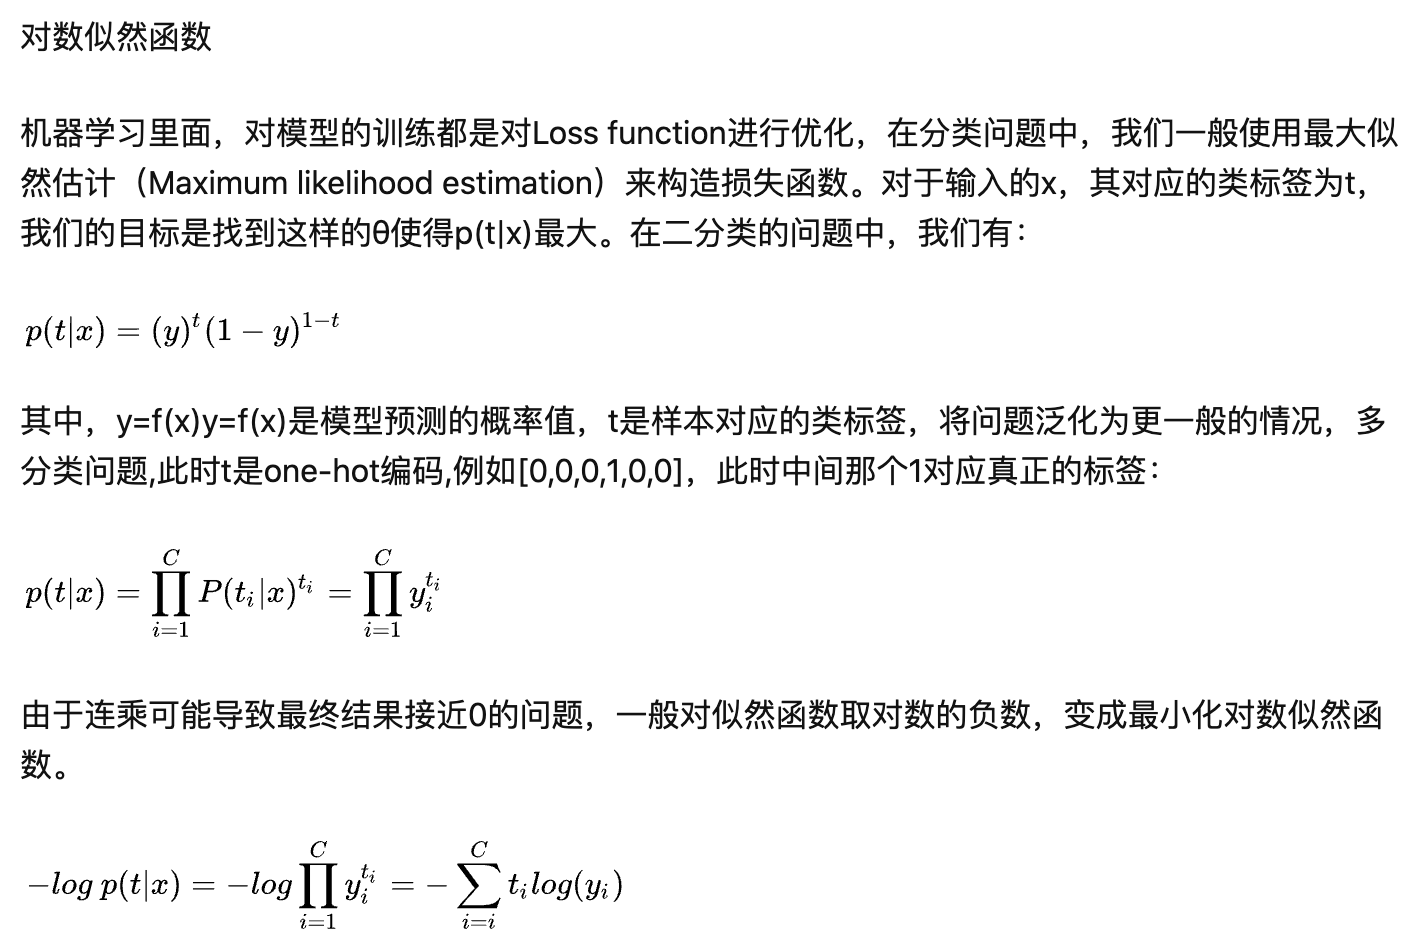 对数似然函数
机器学习里面，对模型的训练都是对Loss function进行优化，在分类问题中，我们一般使用最大似
然估计（Maximum likelihood estimation）来构造损失函数。对于输入的x，其对应的类标签为t，
我们的目标是找到这样的θ使得p(t|x)最大。在二分类的问题中，我们有：
p(t|x) = (y)^t(1 − y)^{1−t}
其中，y=f(x)y=f(x)是模型预测的概率值，t是样本对应的类标签，将问题泛化为更一般的情况，多
分类问题,此时t是one-hot编码,例如[0,0,0,1,0,0]，此时中间那个1对应真正的标签：
p(t|x) = ∏_{i=1}^{C} P(t_i|x)^{t_i} = ∏_{i=1}^{C} y_i^{t_i}
由于连乘可能导致最终结果接近0的问题，一般对似然函数取对数的负数，变成最小化对数似然函
数。
−log p(t|x) = −log ∏_{i=1}^{C} y_i^{t_i} = − ∑_{i=i}^{C} t_i log(y_i)